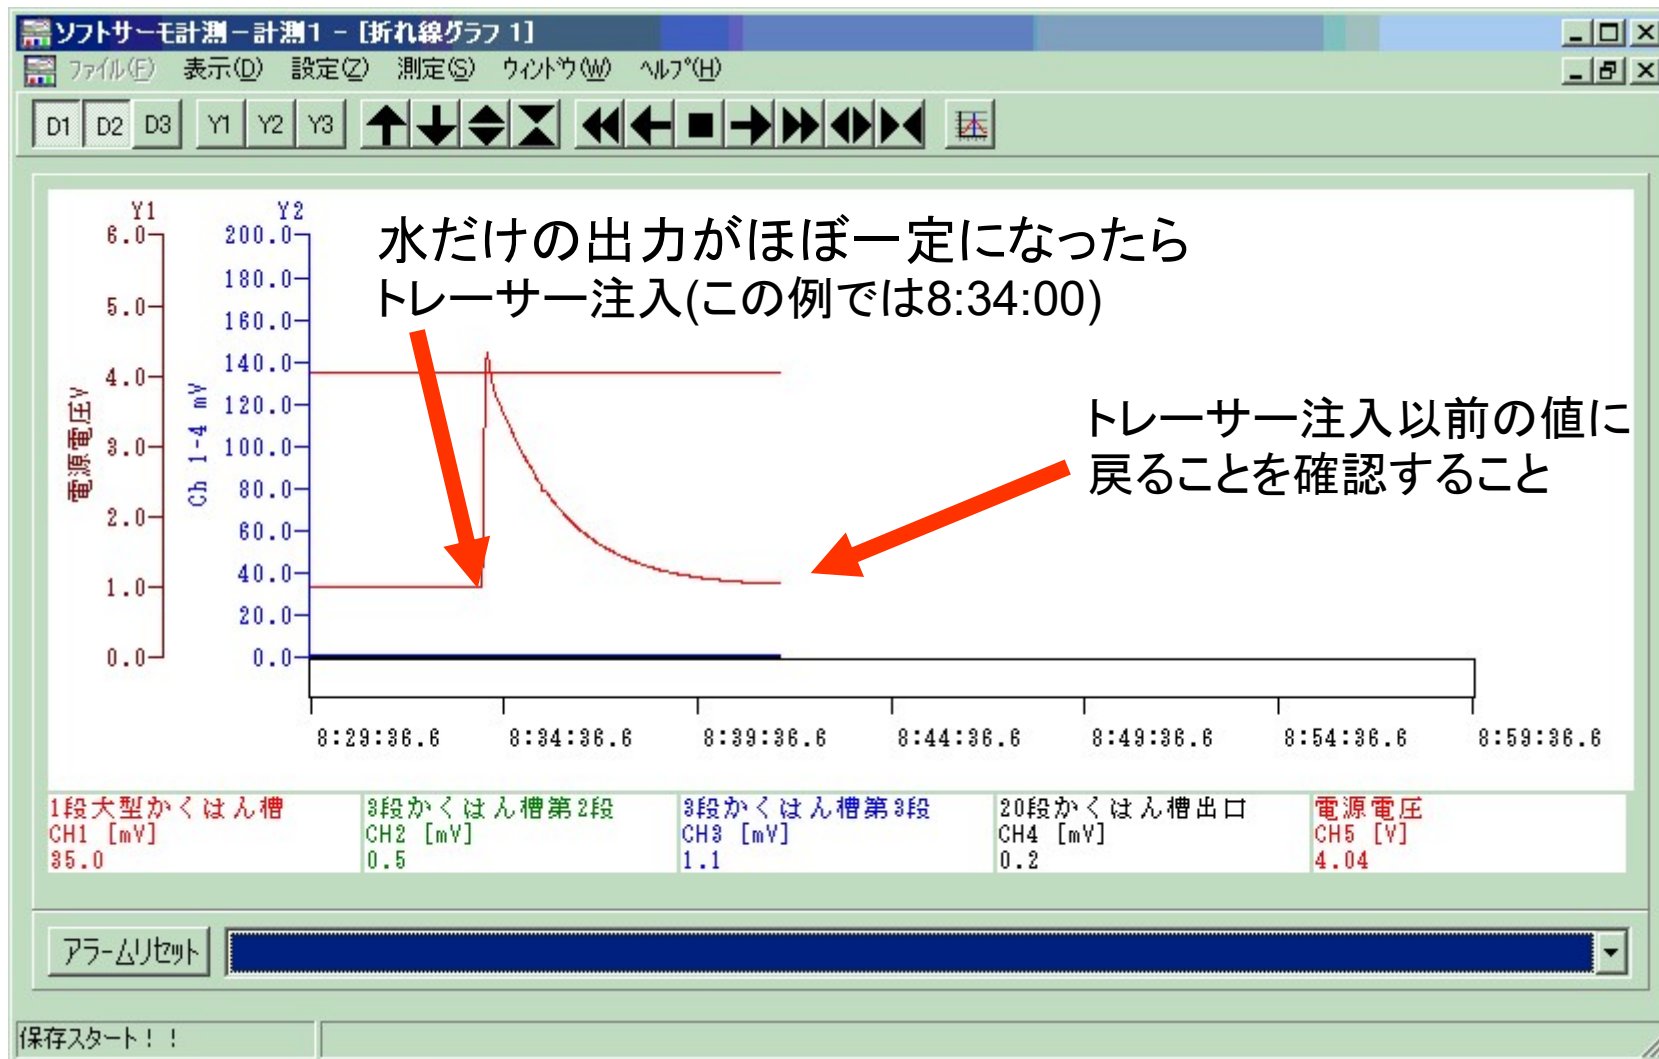 ソフトサーモ計測－計測1 - [折れ線グラフ 1]
ファイル(F) 表示(D) 設定(Z) 測定(S) ウィンドウ(W) ヘルプ(H)
D1 D2 D3 Y1 Y2 Y3
水だけの出力がほぼ一定になったら
トレーサー注入(この例では8:34:00)
トレーサー注入以前の値に
戻ることを確認すること
Y1
6.0
5.0
4.0
3.0
2.0
1.0
0.0
電源電圧V
Y2
200.0
180.0
160.0
140.0
120.0
100.0
80.0
60.0
40.0
20.0
0.0
Ch 1-4 mV
8:29:36.6 8:34:36.6 8:39:36.6 8:44:36.6 8:49:36.6 8:54:36.6 8:59:36.6
1段大型かくはん槽
CH1 [mV]
35.0
3段かくはん槽第2段
CH2 [mV]
0.5
3段かくはん槽第3段
CH3 [mV]
1.1
20段かくはん槽出口
CH4 [mV]
0.2
電源電圧
CH5 [V]
4.04
アラームリセット
保存スタート！！